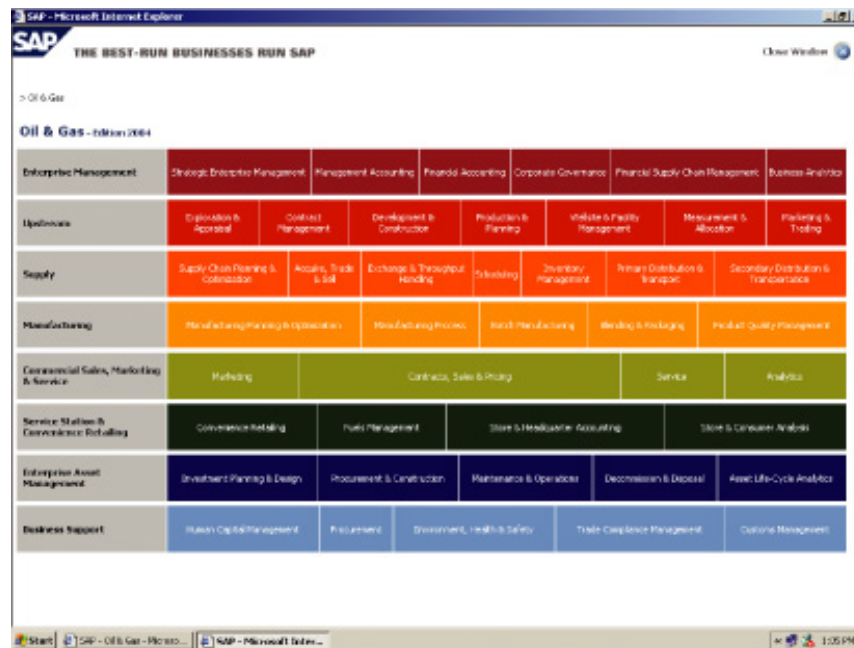 SAP - Microsoft Internet Explorer
SAP THE BEST-RUN BUSINESSES RUN SAP
Close Window
> Oil & Gas
Oil & Gas - Edition 2004
Enterprise Management
Strategic Enterprise Management
Management Accounting
Financial Accounting
Corporate Governance
Financial Supply Chain Management
Business Analytics
Upstream
Exploration &
Appraisal
Contract
Management
Development &
Construction
Production &
Planning
Wellsite & Facility
Management
Measurement &
Allocation
Marketing &
Trading
Supply
Supply Chain Planning &
Optimization
Acquire, Trade
& Sell
Exchange & Throughput
Handling
Scheduling
Inventory
Management
Primary Distribution &
Transport
Secondary Distribution &
Transportation
Manufacturing
Manufacturing Planning & Optimization
Manufacturing Process
Batch Manufacturing
Blending & Packaging
Product Quality Management
Commercial Sales, Marketing
& Service
Marketing
Contracts, Sales & Pricing
Service
Analytics
Service Station &
Convenience Retailing
Convenience Retailing
Fuels Management
Store & Headquarter Accounting
Store & Consumer Analysis
Enterprise Asset
Management
Investment Planning & Design
Procurement & Construction
Maintenance & Operations
Decommission & Disposal
Asset Life-Cycle Analytics
Business Support
Human Capital Management
Procurement
Environment, Health & Safety
Trade Compliance Management
Customs Management
Start
SAP - Oil & Gas - Micros...
SAP - Microsoft Inter...
1:05 PM